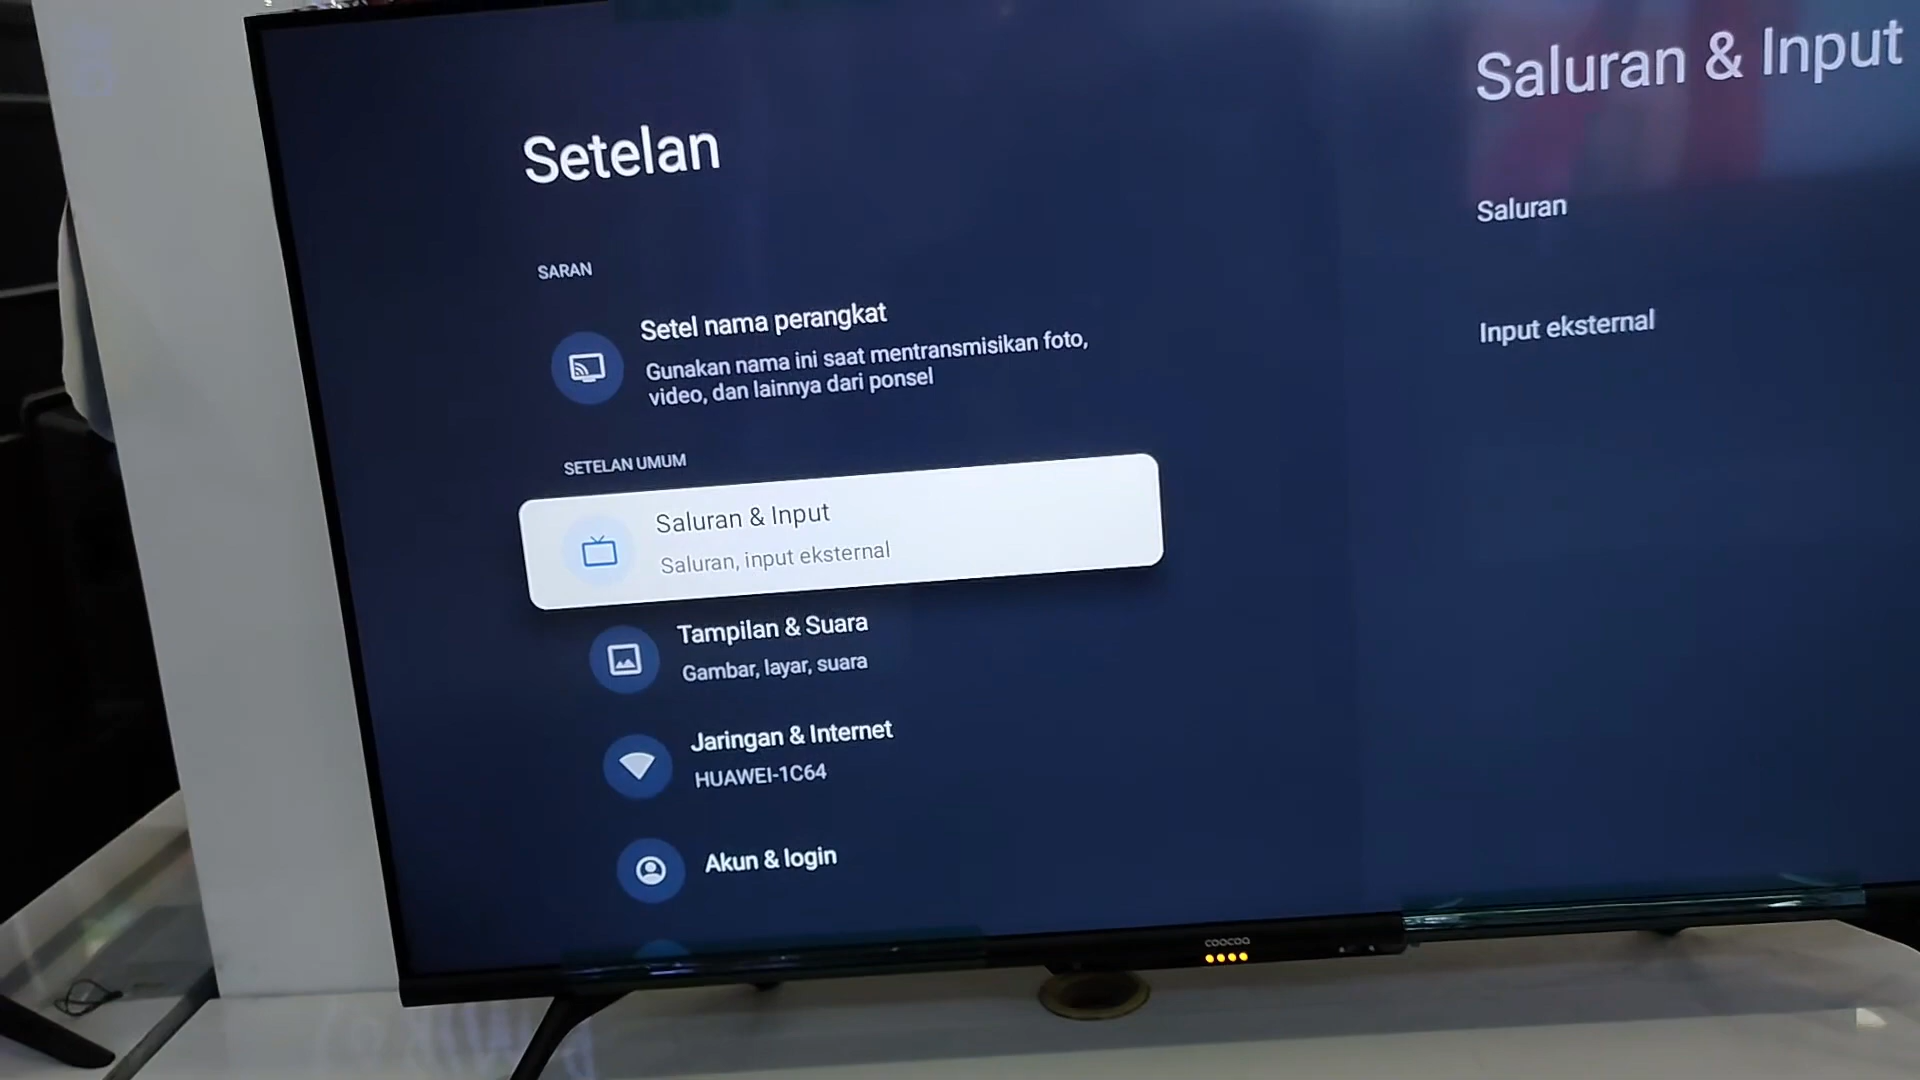 Setelan
SARAN
Setel nama perangkat
Gunakan nama ini saat mentransmisikan foto,
video, dan lainnya dari ponsel
SETELAN UMUM
Saluran & Input
Saluran, input eksternal
Tampilan & Suara
Gambar, layar, suara
Jaringan & Internet
HUAWEI-1C64
Akun & login
Saluran & Input
Saluran
Input eksternal
coocaa